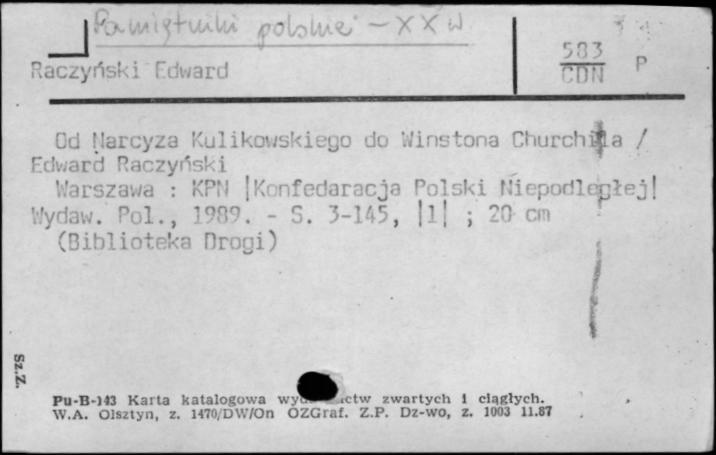 Pamiętniki polskie - XX w
Raczyński Edward
583
CDN
P
Od Narcyza Kulikowskiego do Winstona Churchilla /
Edward Raczyński
Warszawa : KPN |Konfedaracja Polski Niepodległej|
Wydaw. Pol., 1989. - S. 3-145, |1| ; 20 cm
(Biblioteka Drogi)
Sz.Z.
Pu-B-143 Karta katalogowa zwartych i ciągłych.
W.A. Olsztyn, z. 1470/DW/On OZGraf. Z.P. Dz-wo, z. 1003 11.87